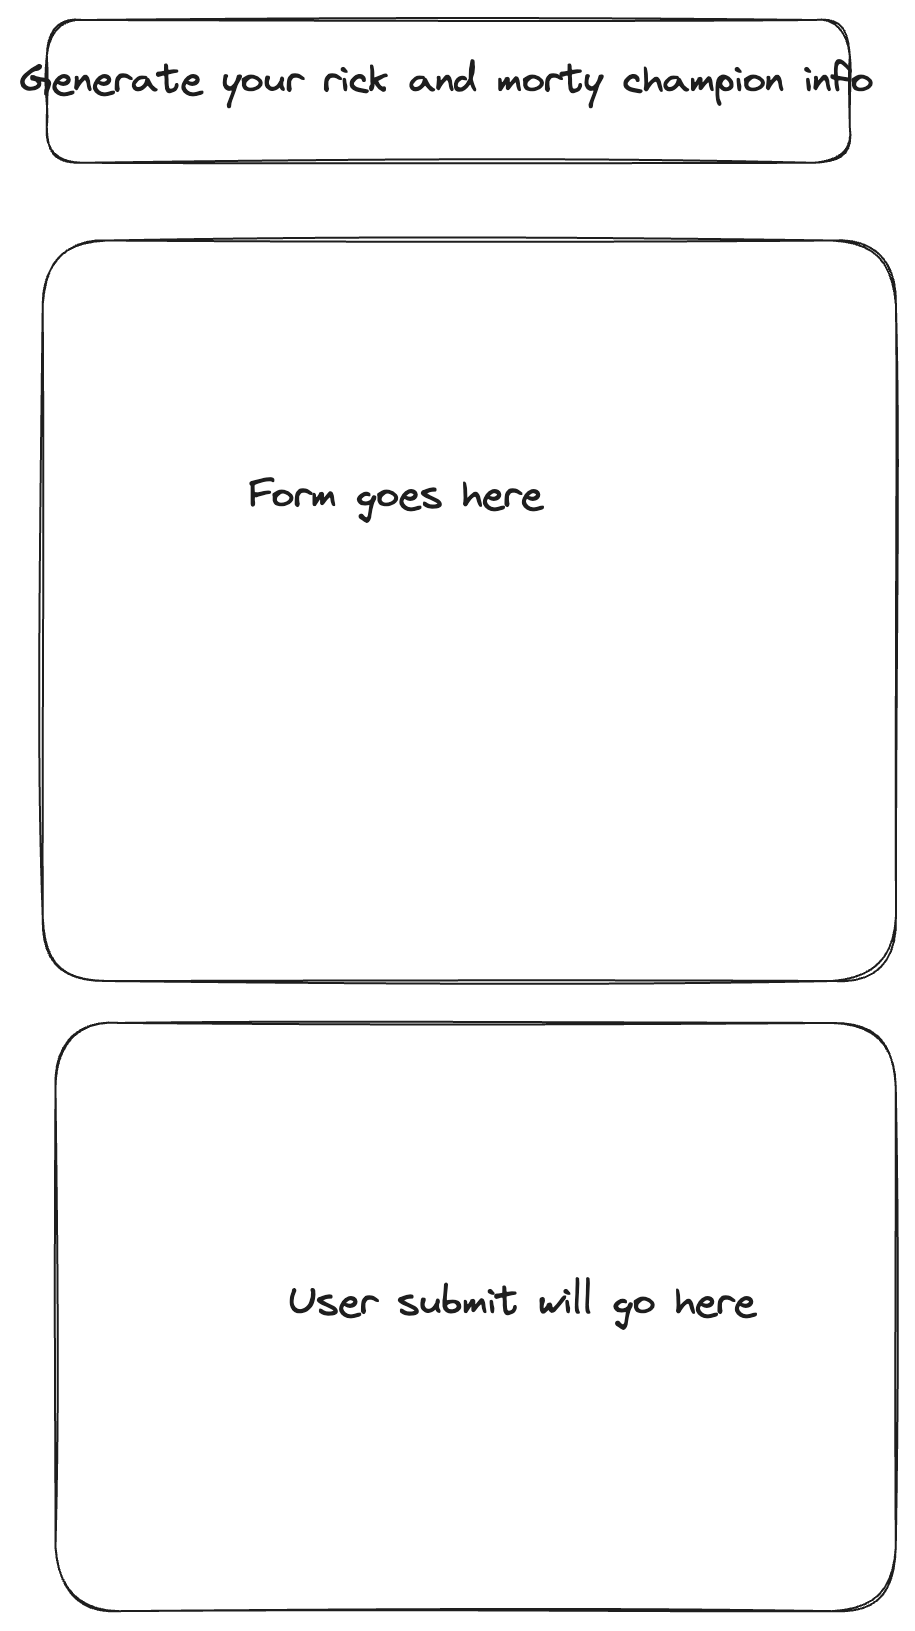 Generate your rick and morty champion info
Form goes here
User submit will go here